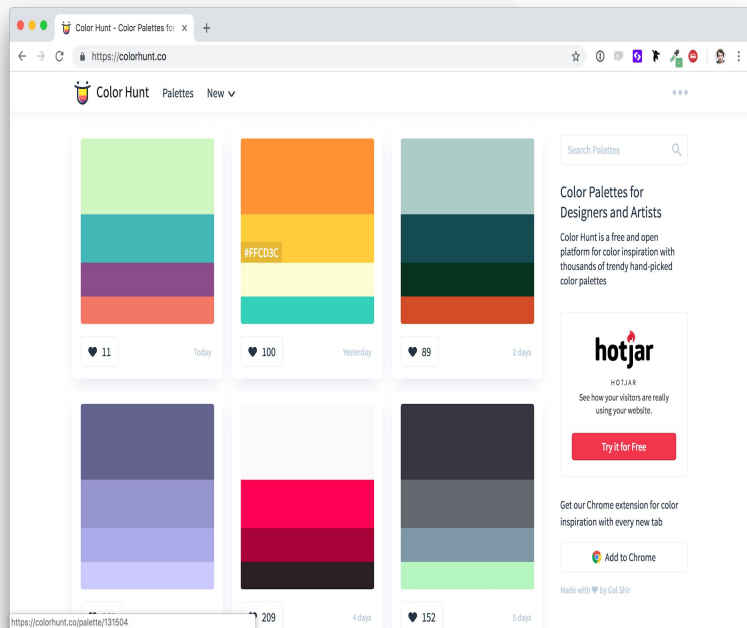 Color Hunt - Color Palettes for
https://colorhunt.co
Color Hunt
Palettes
New
Search Palettes
Color Palettes for
Designers and Artists
Color Hunt is a free and open
platform for color inspiration with
thousands of trendy hand-picked
color palettes
#FFCD3C
11
Today
100
Yesterday
89
3 days
hotjar
HOTJAR
See how your visitors are really
using your website.
Try it for Free
Get our Chrome extension for color
inspiration with every new tab
Add to Chrome
Made with ♥ by Gal Shir
209
4 days
152
5 days
https://colorhunt.co/palette/131504